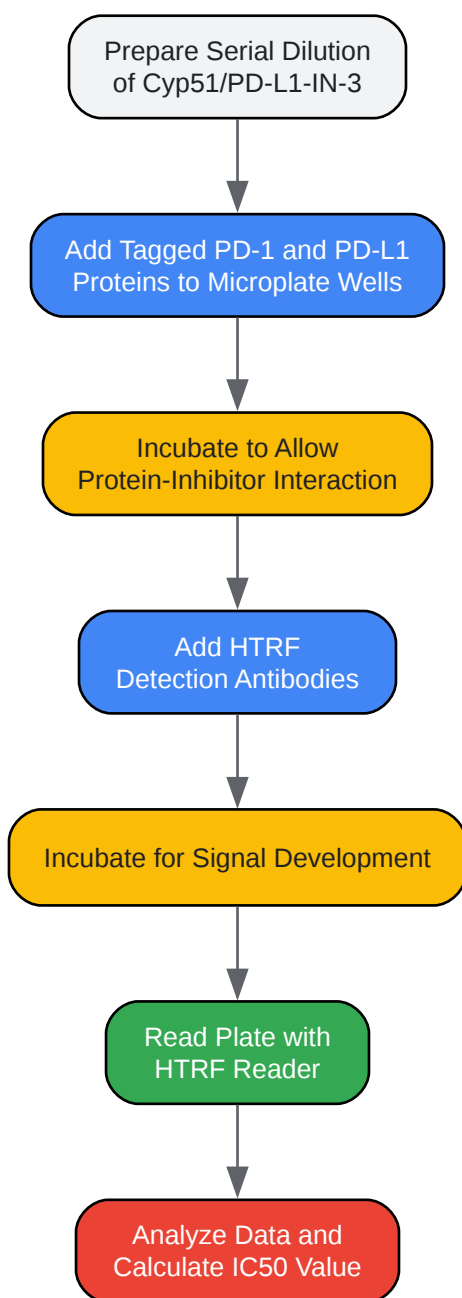 Prepare Serial Dilution
of Cyp51/PD-L1-IN-3
Add Tagged PD-1 and PD-L1
Proteins to Microplate Wells
Incubate to Allow
Protein-Inhibitor Interaction
Add HTRF
Detection Antibodies
Incubate for Signal Development
Read Plate with
HTRF Reader
Analyze Data and
Calculate IC50 Value